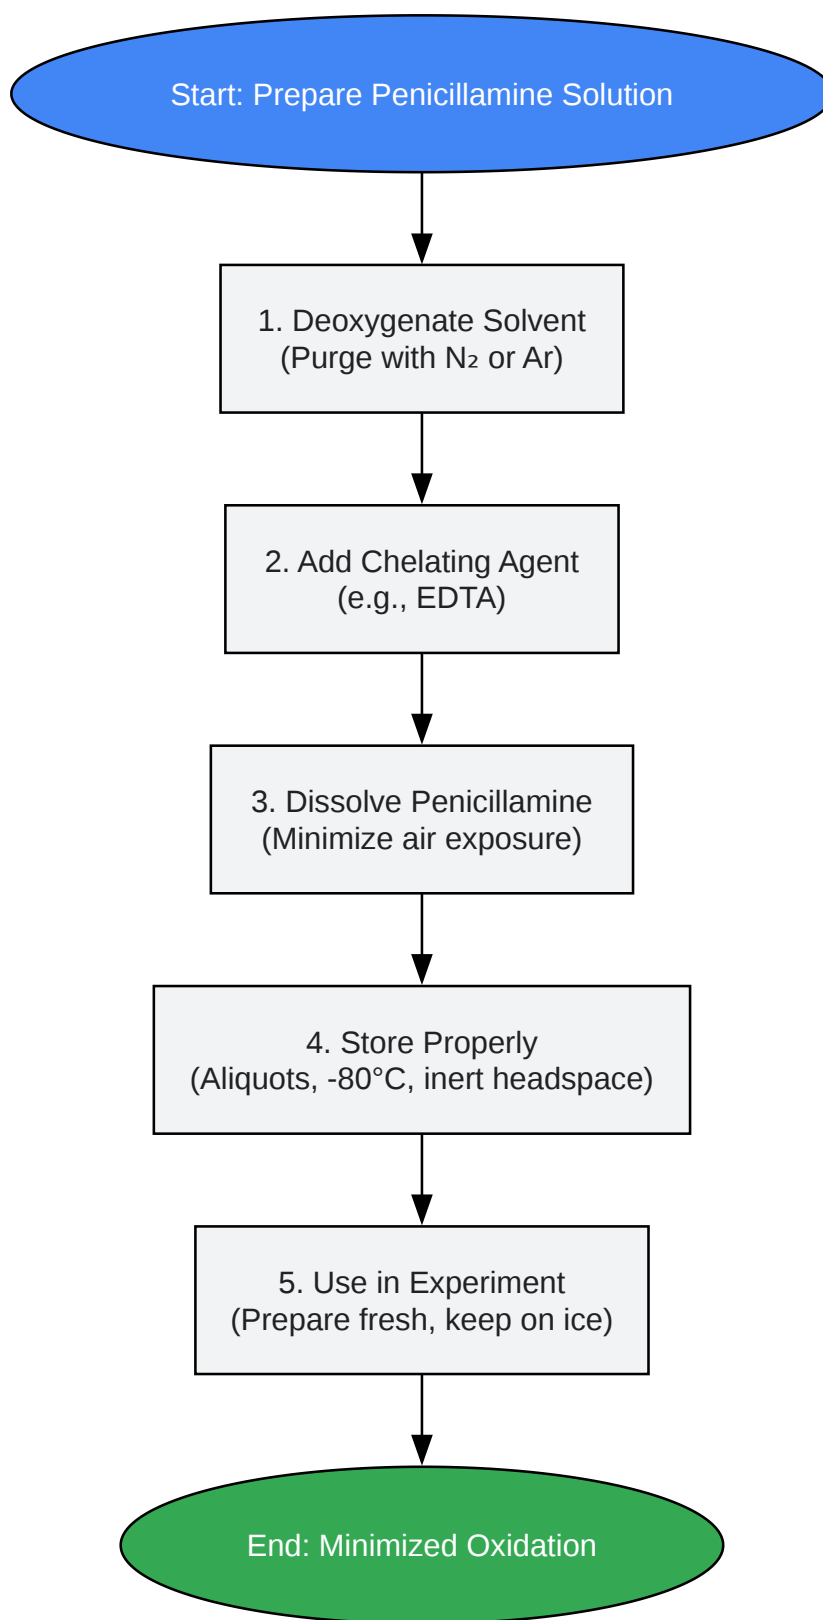 Start: Prepare Penicillamine Solution
1. Deoxygenate Solvent
(Purge with N₂ or Ar)
2. Add Chelating Agent
(e.g., EDTA)
3. Dissolve Penicillamine
(Minimize air exposure)
4. Store Properly
(Aliquots, -80°C, inert headspace)
5. Use in Experiment
(Prepare fresh, keep on ice)
End: Minimized Oxidation